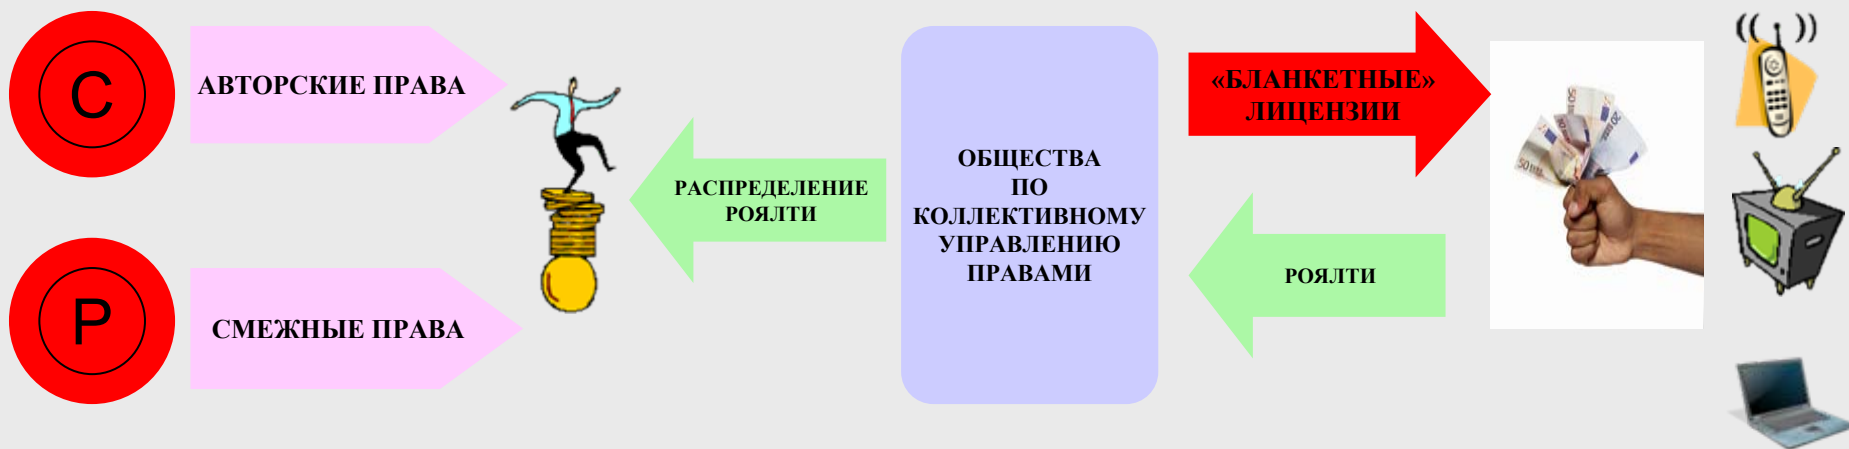 C
АВТОРСКИЕ ПРАВА
P
СМЕЖНЫЕ ПРАВА
РАСПРЕДЕЛЕНИЕ
РОЯЛТИ
ОБЩЕСТВА
ПО
КОЛЛЕКТИВНОМУ
УПРАВЛЕНИЮ
ПРАВАМИ
«БЛАНКЕТНЫЕ»
ЛИЦЕНЗИИ
РОЯЛТИ